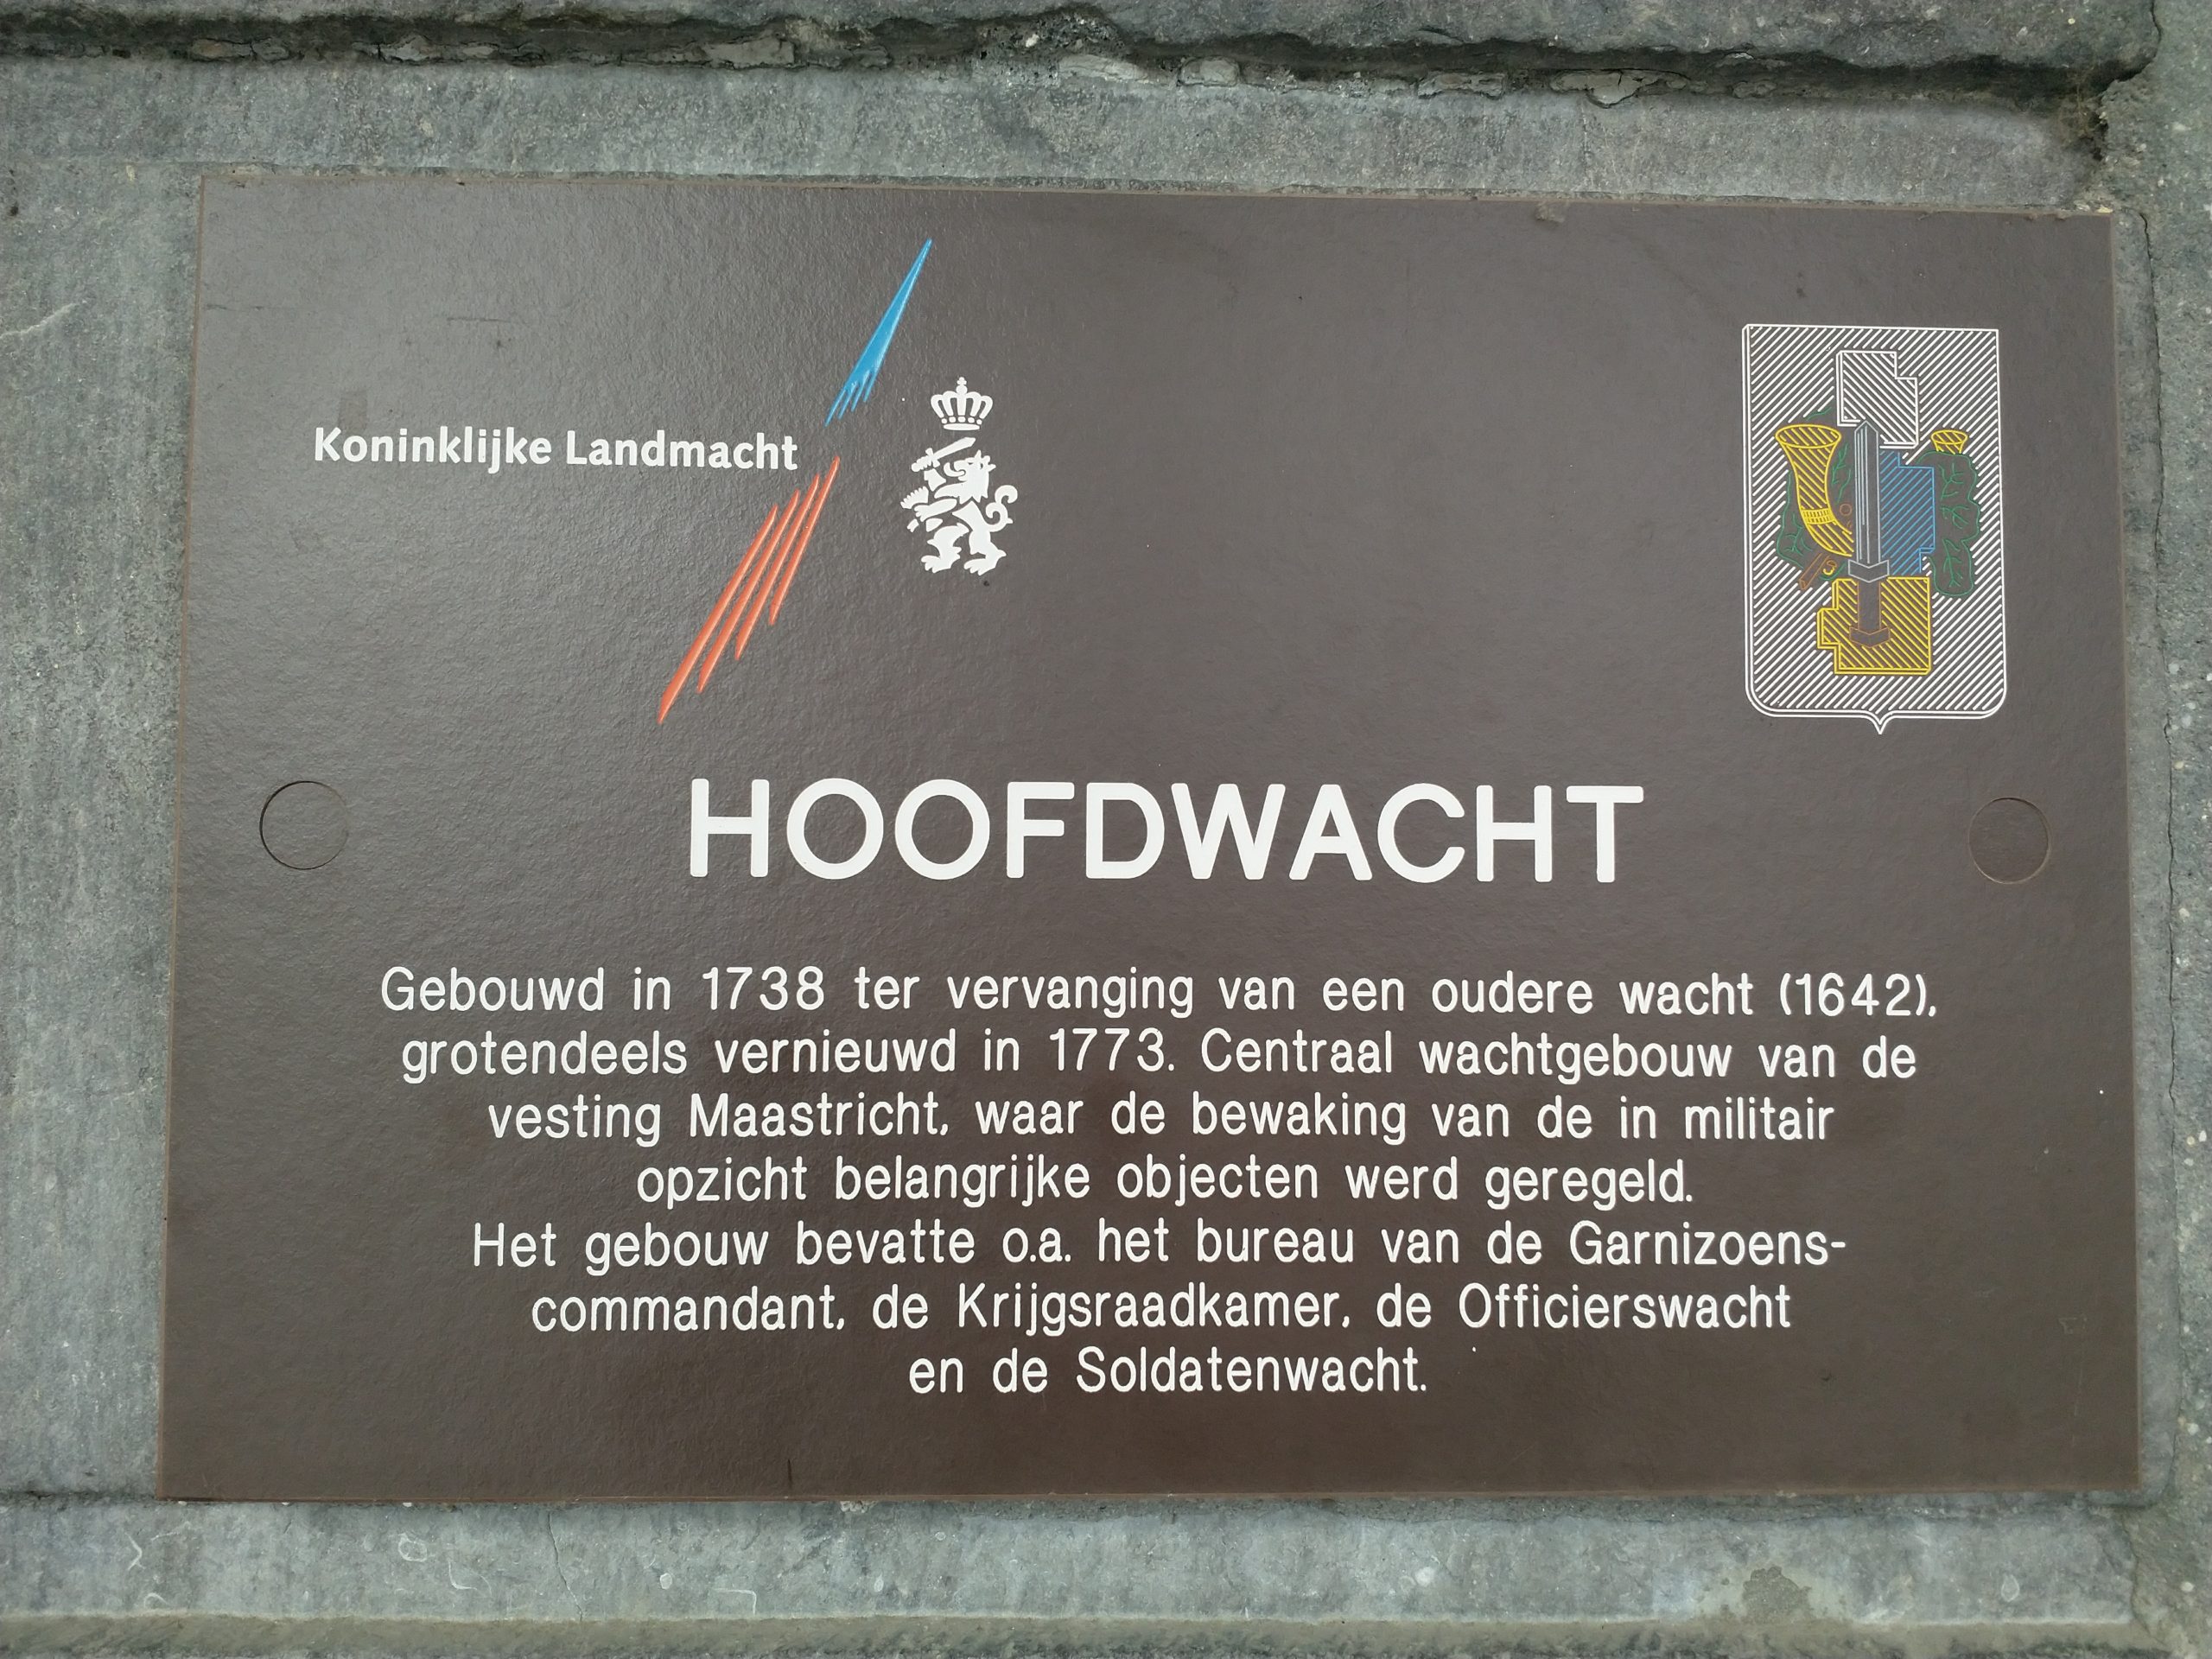 Koninklijke Landmacht
HOOFDWACHT
Gebouwd in 1738 ter vervanging van een oudere wacht (1642),
grotendeels vernieuwd in 1773. Centraal wachtgebouw van de
vesting Maastricht, waar de bewaking van de in militair
opzicht belangrijke objecten werd geregeld.
Het gebouw bevatte o.a. het bureau van de Garnizoens-
commandant, de Krijgsraadkamer, de Officierswacht
en de Soldatenwacht.